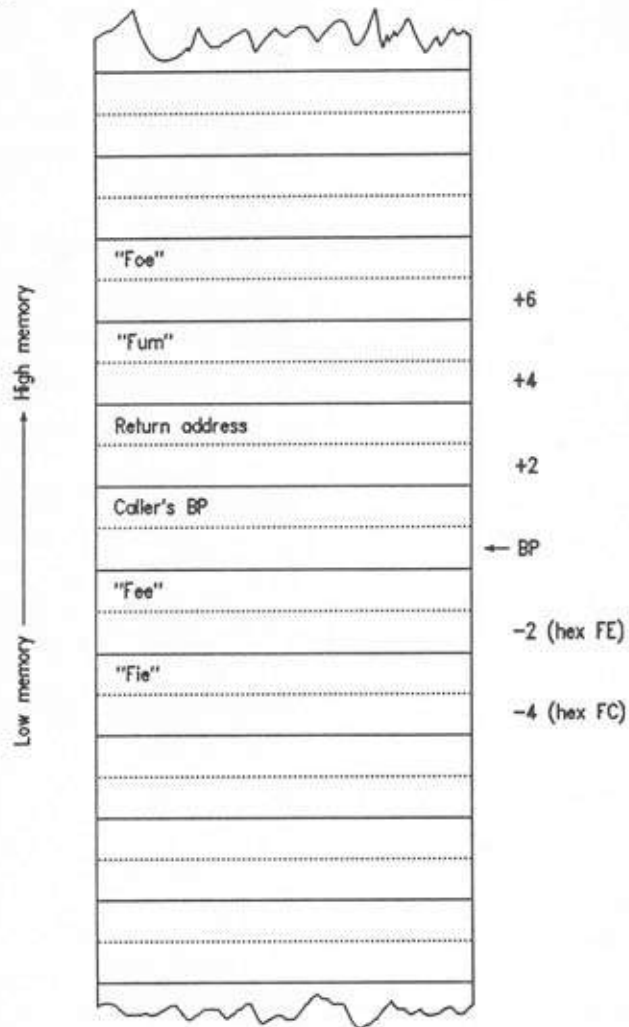 "Foe"
+6
"Fum"
+4
Return address
+2
Caller's BP
BP
"Fee"
-2 (hex FE)
"Fie"
-4 (hex FC)
High memory
Low memory